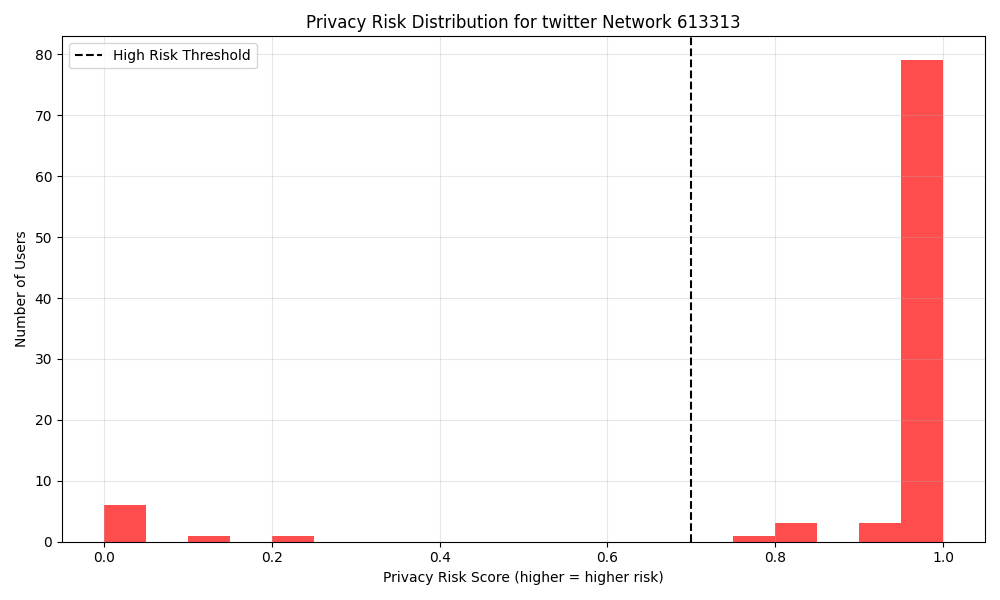 Privacy Risk Distribution for twitter Network 613313
High Risk Threshold
Number of Users
80
70
60
50
40
30
20
10
0
0.0 0.2 0.4 0.6 0.8 1.0
Privacy Risk Score (higher = higher risk)